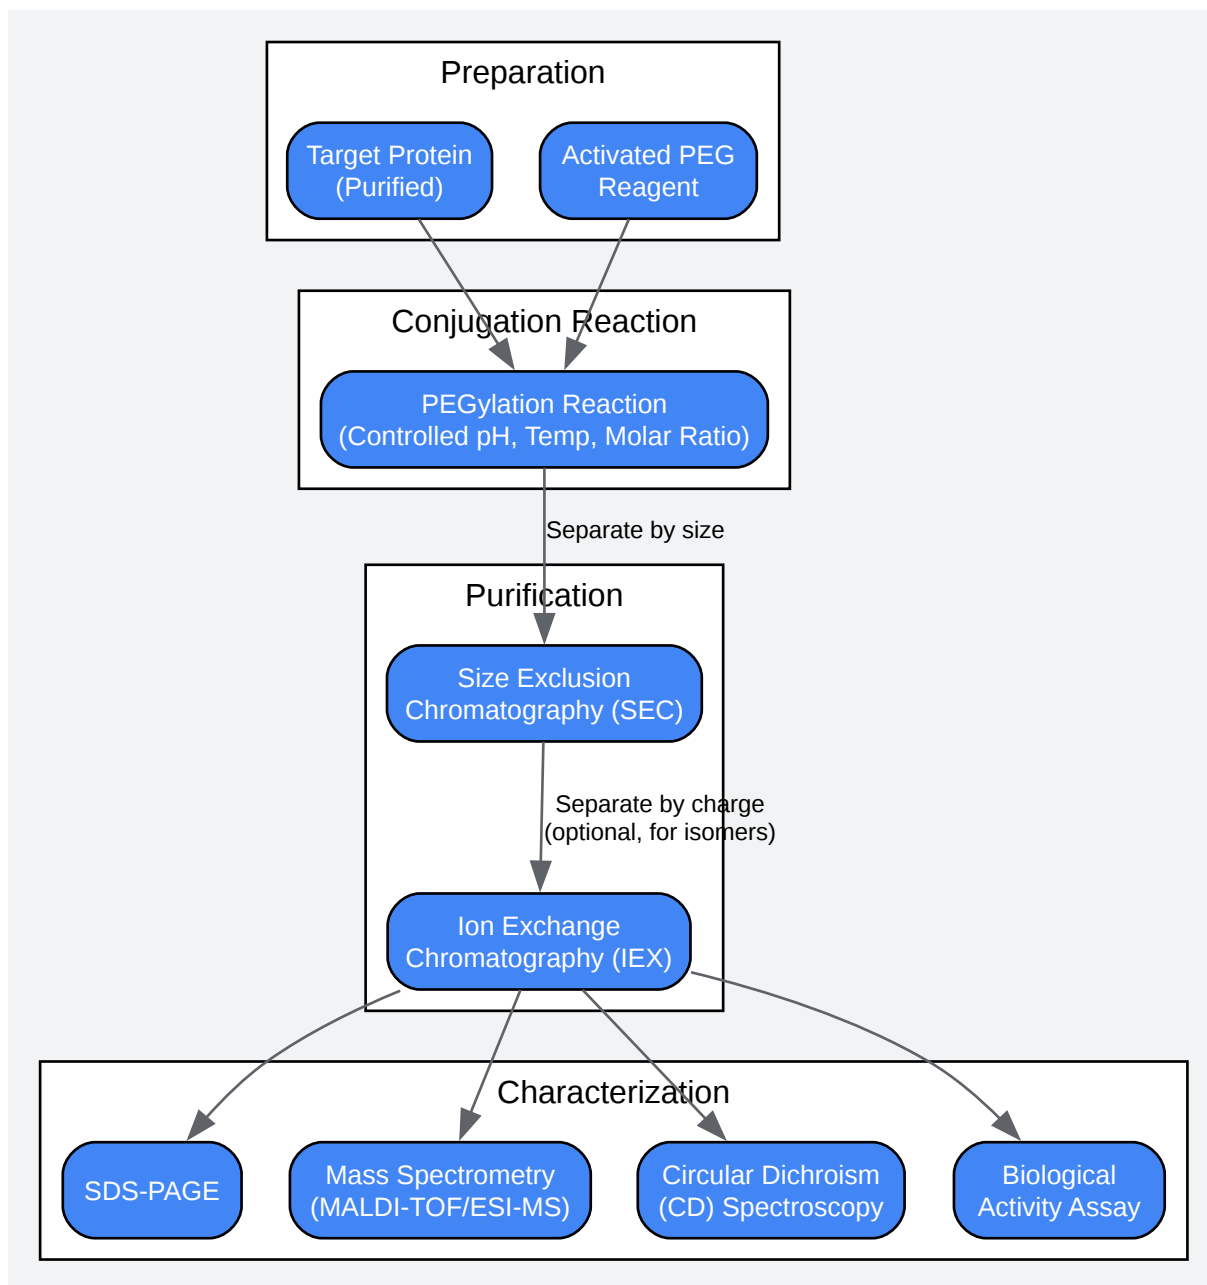 Preparation
Target Protein
(Purified)
Activated PEG
Reagent
Conjugation Reaction
PEGylation Reaction
(Controlled pH, Temp, Molar Ratio)
Separate by size
Purification
Size Exclusion
Chromatography (SEC)
Separate by charge
(optional, for isomers)
Ion Exchange
Chromatography (IEX)
Characterization
SDS-PAGE
Mass Spectrometry
(MALDI-TOF/ESI-MS)
Circular Dichroism
(CD) Spectroscopy
Biological
Activity Assay